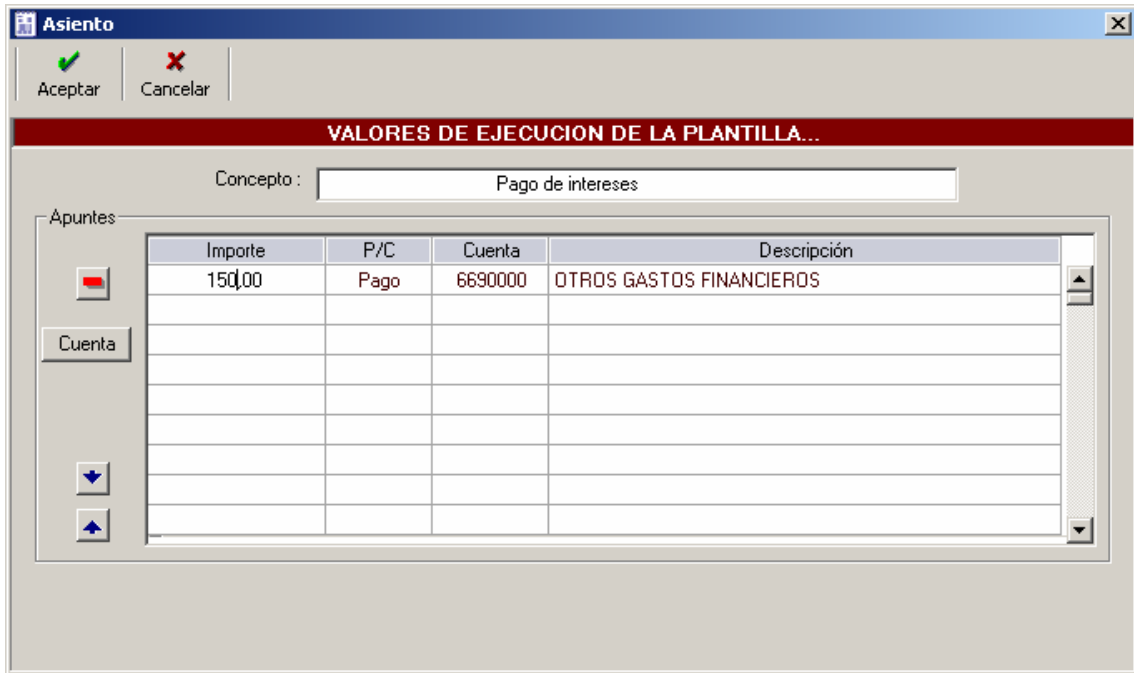 Asiento
Aceptar Cancelar
VALORES DE EJECUCION DE LA PLANTILLA...
Concepto : Pago de intereses
Apuntes
Importe P/C Cuenta Descripción
150,00 Pago 6690000 OTROS GASTOS FINANCIEROS
Cuenta